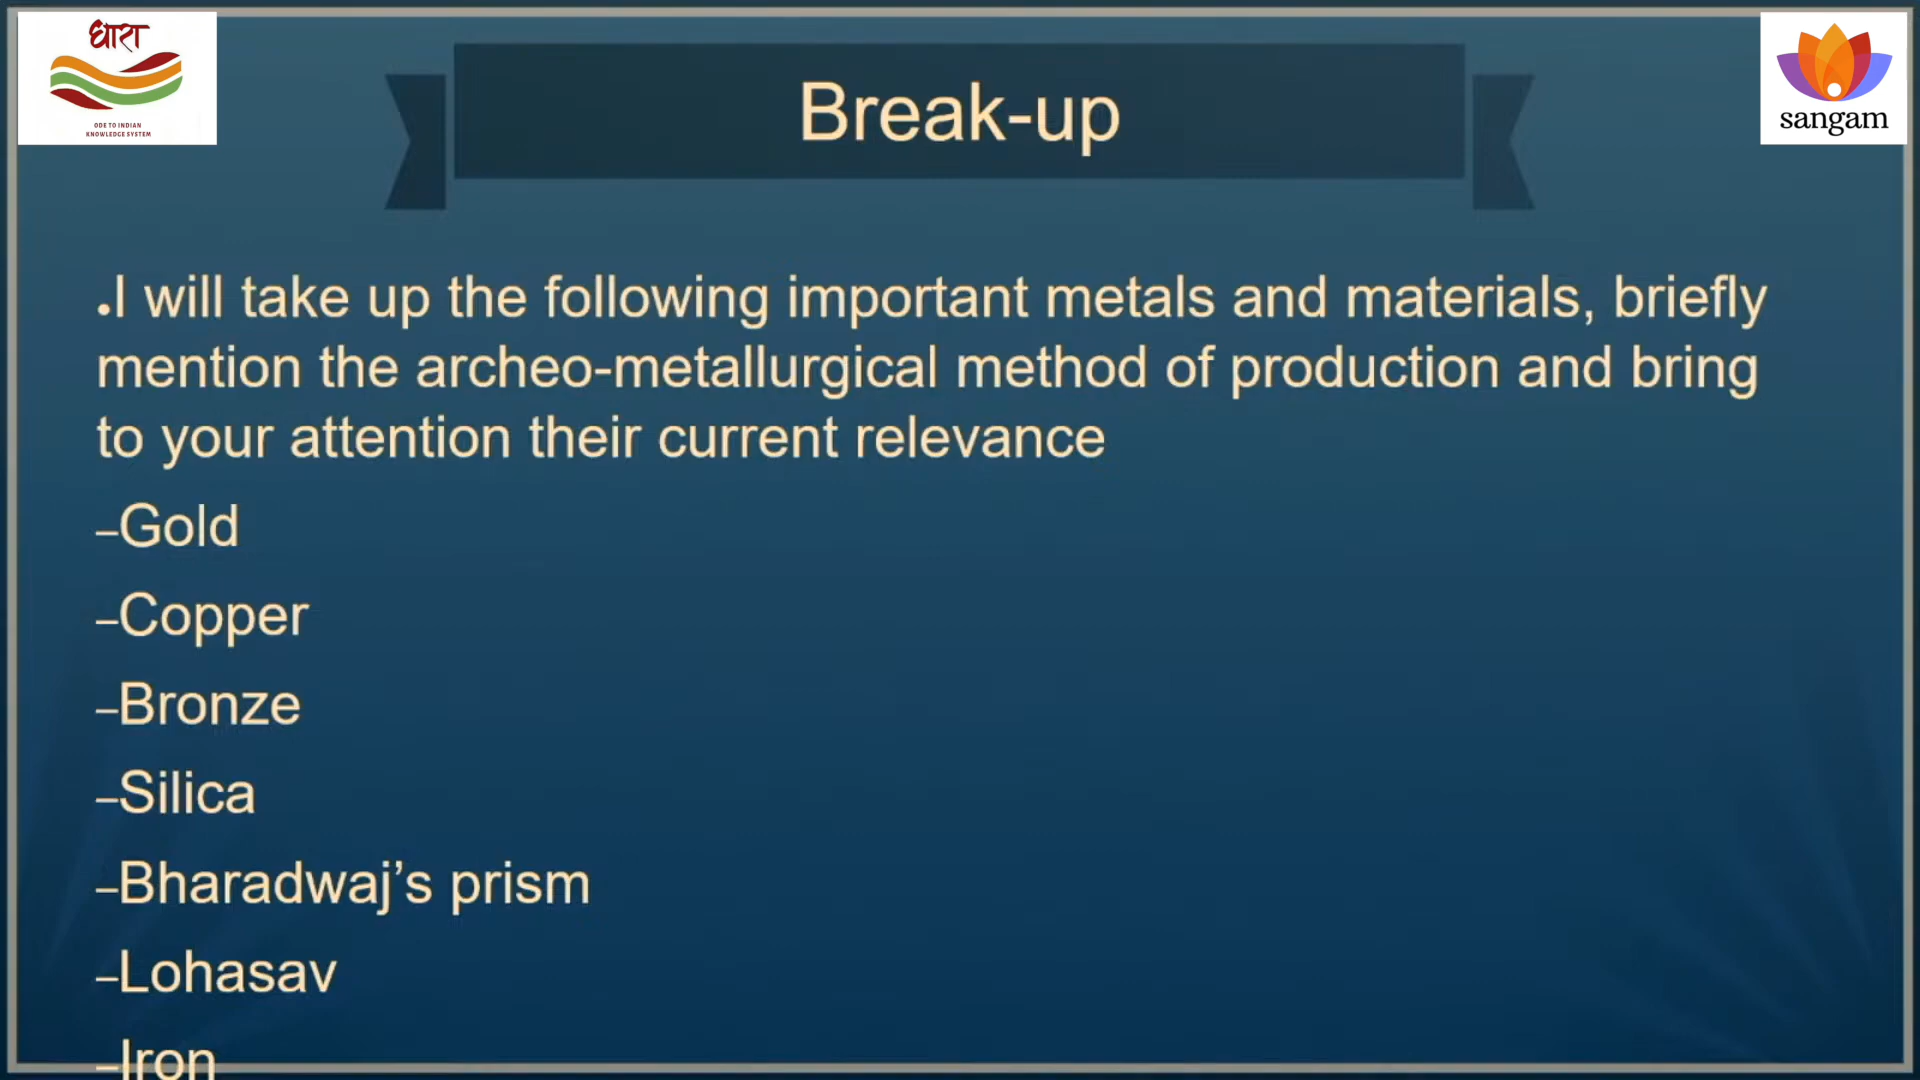 धारा
ODE TO INDIAN
KNOWLEDGE SYSTEM
sangam
Break-up
•I will take up the following important metals and materials, briefly
mention the archeo-metallurgical method of production and bring
to your attention their current relevance
–Gold
–Copper
–Bronze
–Silica
–Bharadwaj’s prism
–Lohasav
–Iron